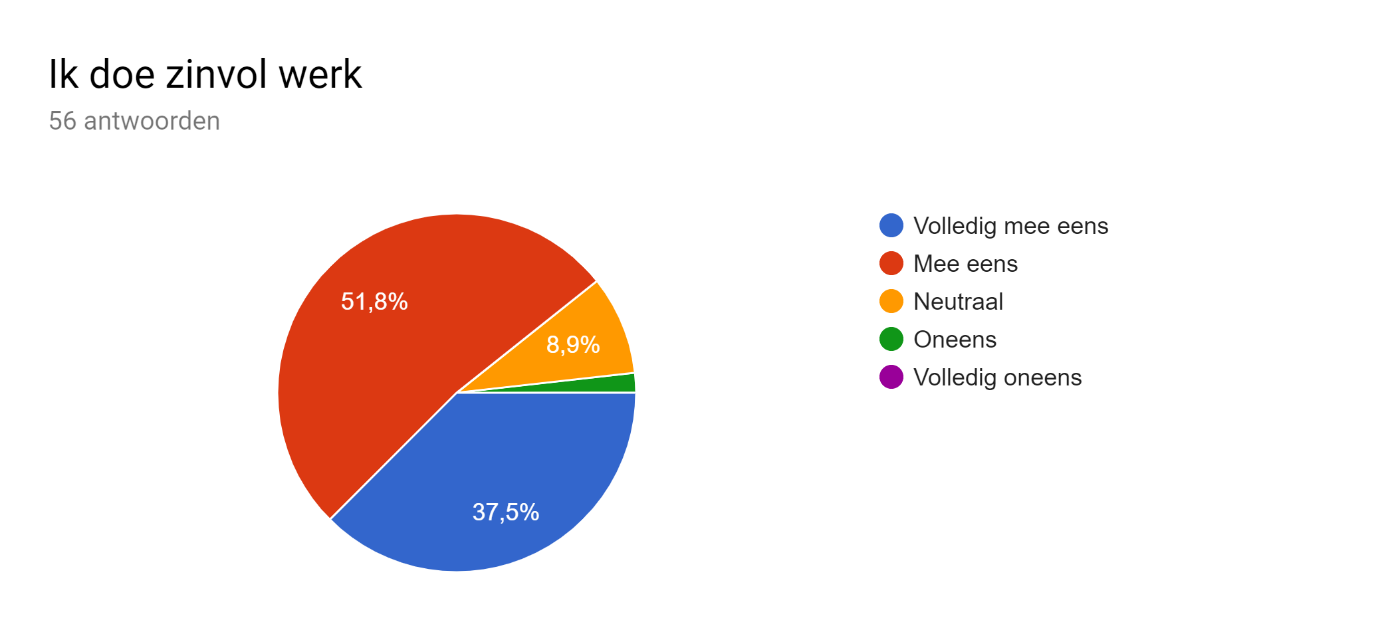 Ik doe zinvol werk
56 antwoorden
Volledig mee eens
Mee eens
Neutraal
Oneens
Volledig oneens
51,8%
8,9%
37,5%